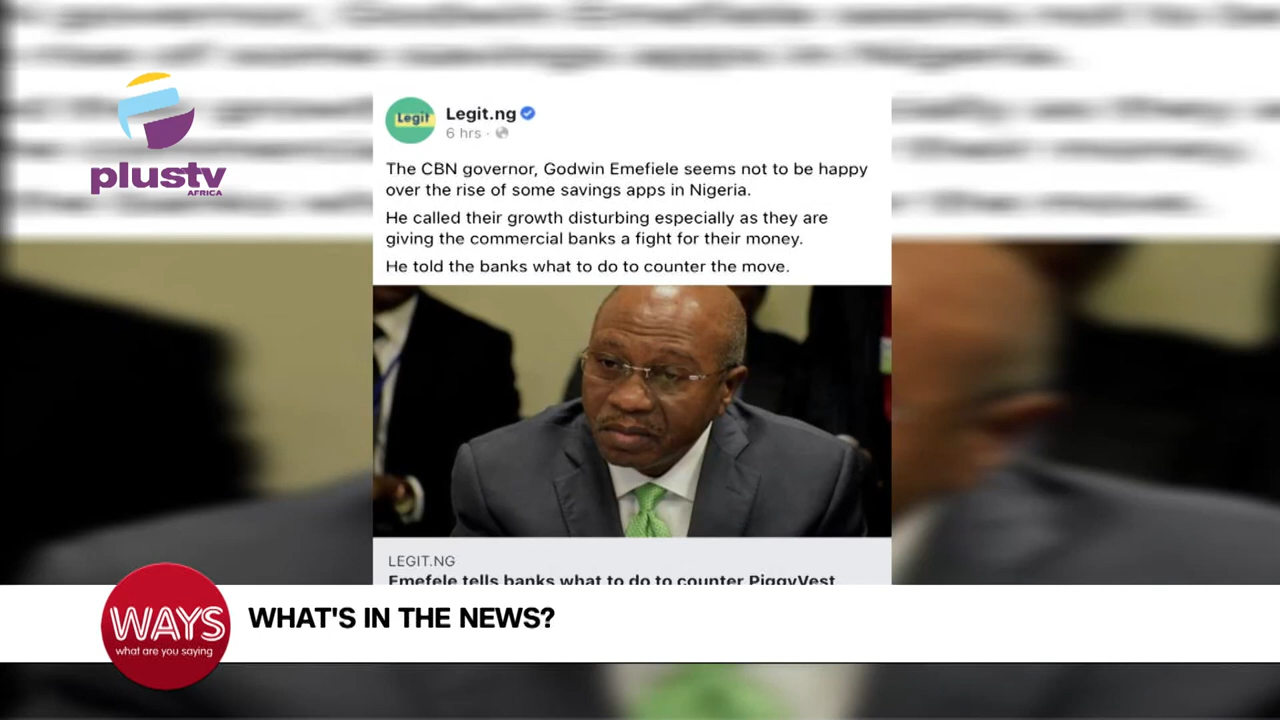 plustv
AFRICA
Legit
Legit.ng
6 hrs ·
The CBN governor, Godwin Emefiele seems not to be happy
over the rise of some savings apps in Nigeria.
He called their growth disturbing especially as they are
giving the commercial banks a fight for their money.
He told the banks what to do to counter the move.
LEGIT.NG
Emefele tells banks what to do to counter PiggyVest
WAYS
what are you saying
WHAT'S IN THE NEWS?